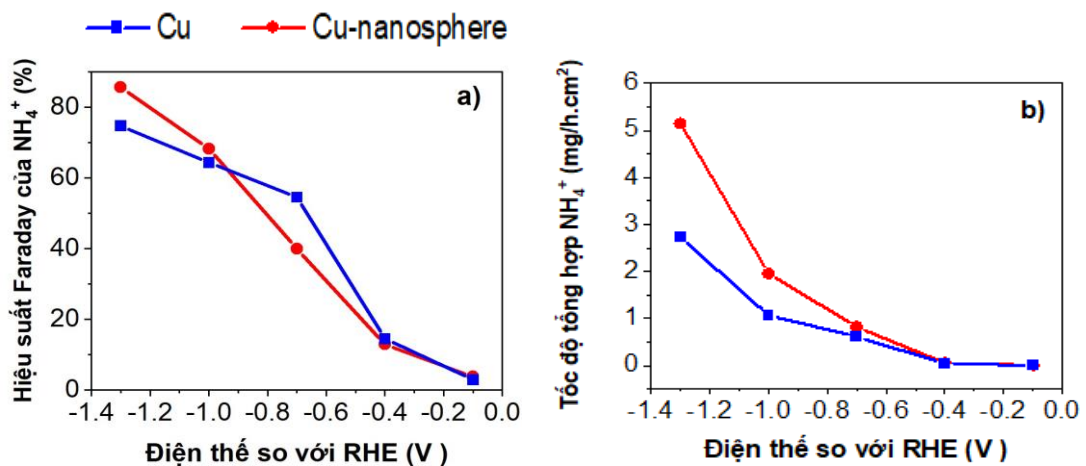 Cu Cu-nanosphere
a)
Hiệu suất Faraday của NH₄⁺ (%)
80
60
40
20
0
-1.4 -1.2 -1.0 -0.8 -0.6 -0.4 -0.2 0.0
Điện thế so với RHE (V )
b)
Tốc độ tổng hợp NH₄⁺ (mg/h.cm²)
6
5
4
3
2
1
0
-1.4 -1.2 -1.0 -0.8 -0.6 -0.4 -0.2 0.0
Điện thế so với RHE (V )